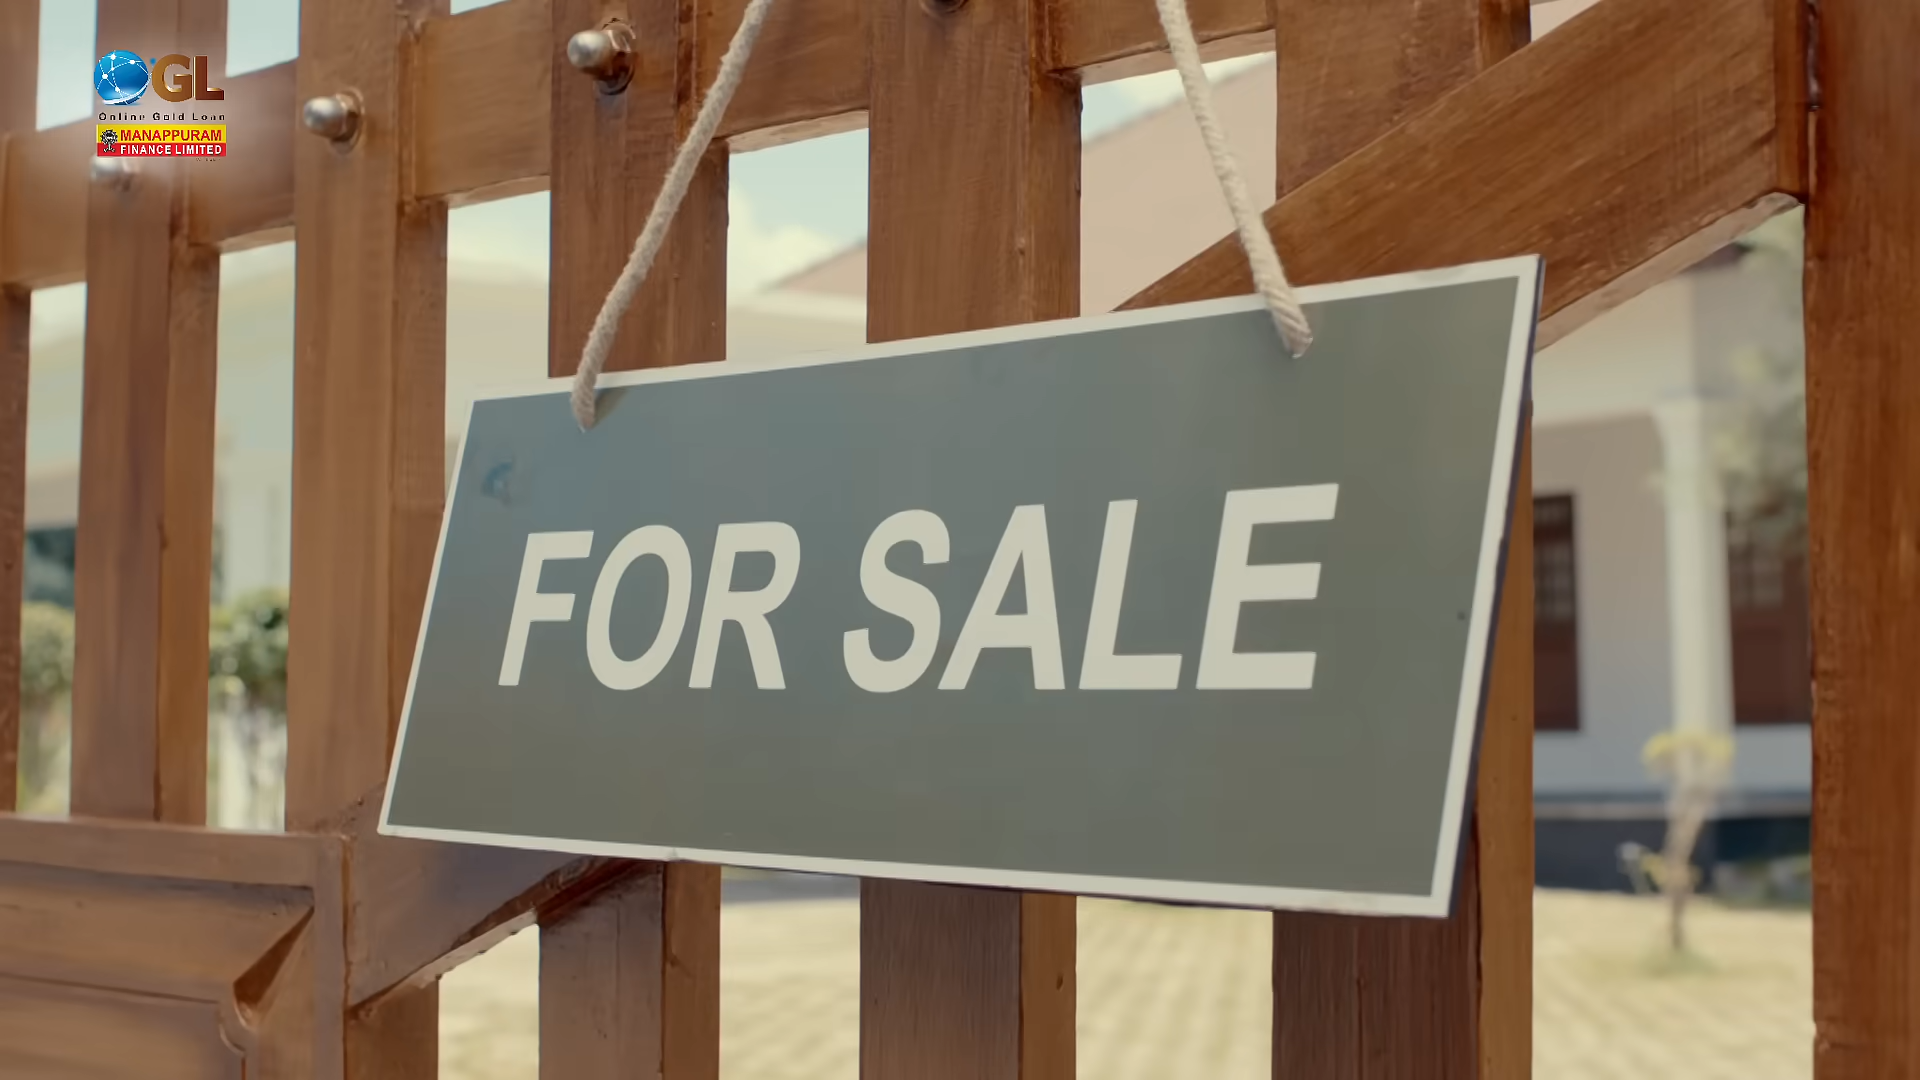 GL
Online Gold Loan
MANAPPURAM
FINANCE LIMITED
FOR SALE